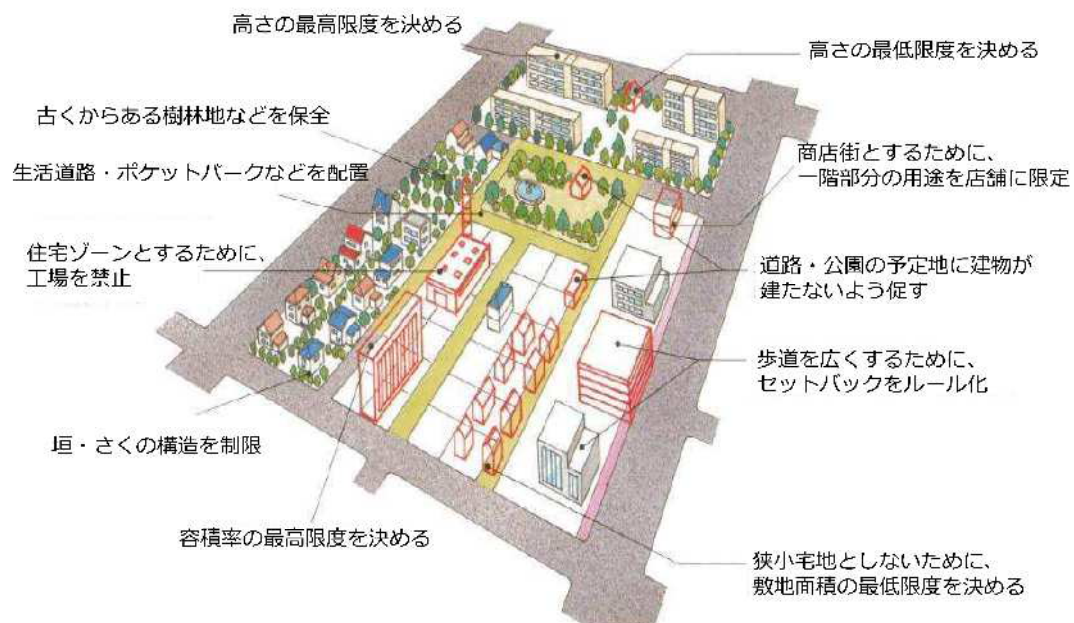 高さの最高限度を決める
高さの最低限度を決める
古くからある樹林地などを保全
生活道路・ポケットパークなどを配置
商店街とするために、
一階部分の用途を店舗に限定
住宅ゾーンとするために、
工場を禁止
道路・公園の予定地に建物が
建たないよう促す
歩道を広くするために、
セットバックをルール化
垣・さくの構造を制限
容積率の最高限度を決める
狭小宅地としないために、
敷地面積の最低限度を決める